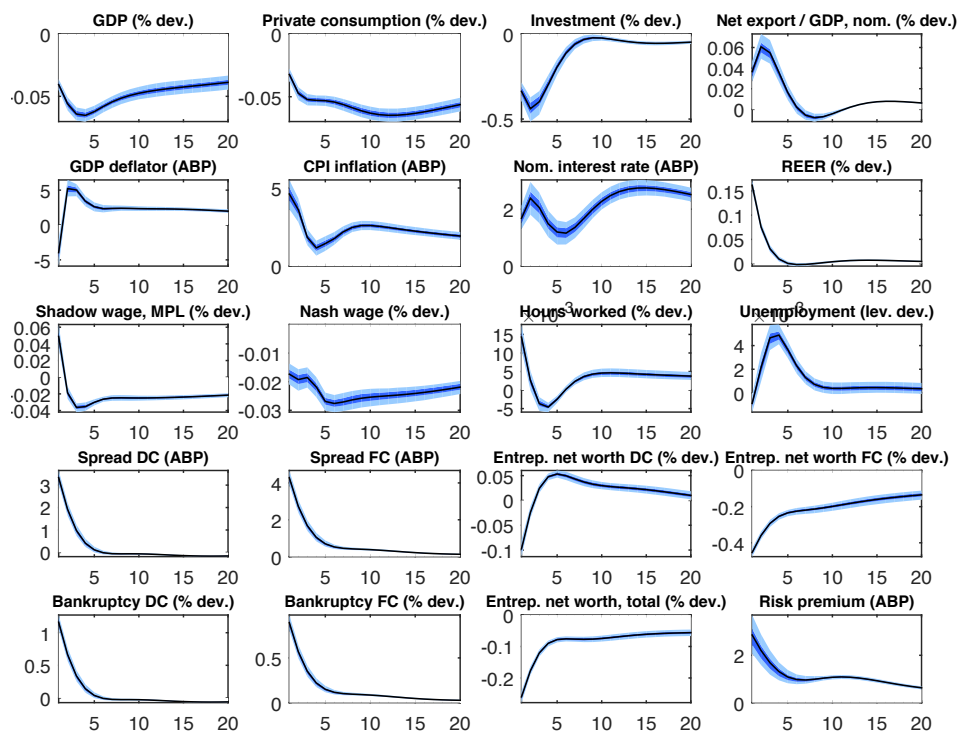 GDP (% dev.) Private consumption (% dev.) Investment (% dev.) Net export / GDP, nom. (% dev.)
0 0 0 0.06
0.04
-0.05 -0.05 0.02
0
-0.5
5 10 15 20 5 10 15 20 5 10 15 20 5 10 15 20
GDP deflator (ABP) CPI inflation (ABP) Nom. interest rate (ABP) REER (% dev.)
5 5 2 0.15
0 0.1
-5 0 0 0.05
0
5 10 15 20 5 10 15 20 5 10 15 20 5 10 15 20
Shadow wage, MPL (% dev.) Nash wage (% dev.) Hours worked (% dev.) Unemployment (lev. dev.)
0.06 15
0.04 -0.01 10 4
0.02 -0.02 5 2
0 0
-0.02 -0.03 -5 0
-0.04
5 10 15 20 5 10 15 20 5 10 15 20 5 10 15 20
Spread DC (ABP) Spread FC (ABP) Entrep. net worth DC (% dev.) Entrep. net worth FC (% dev.)
3 4 0.05 0
2 2 0 -0.2
1 -0.05
0 0 -0.1 -0.4
5 10 15 20 5 10 15 20 5 10 15 20 5 10 15 20
Bankruptcy DC (% dev.) Bankruptcy FC (% dev.) Entrep. net worth, total (% dev.) Risk premium (ABP)
1 0 2
0.5 0.5 -0.1
0 0 -0.2 0
5 10 15 20 5 10 15 20 5 10 15 20 5 10 15 20